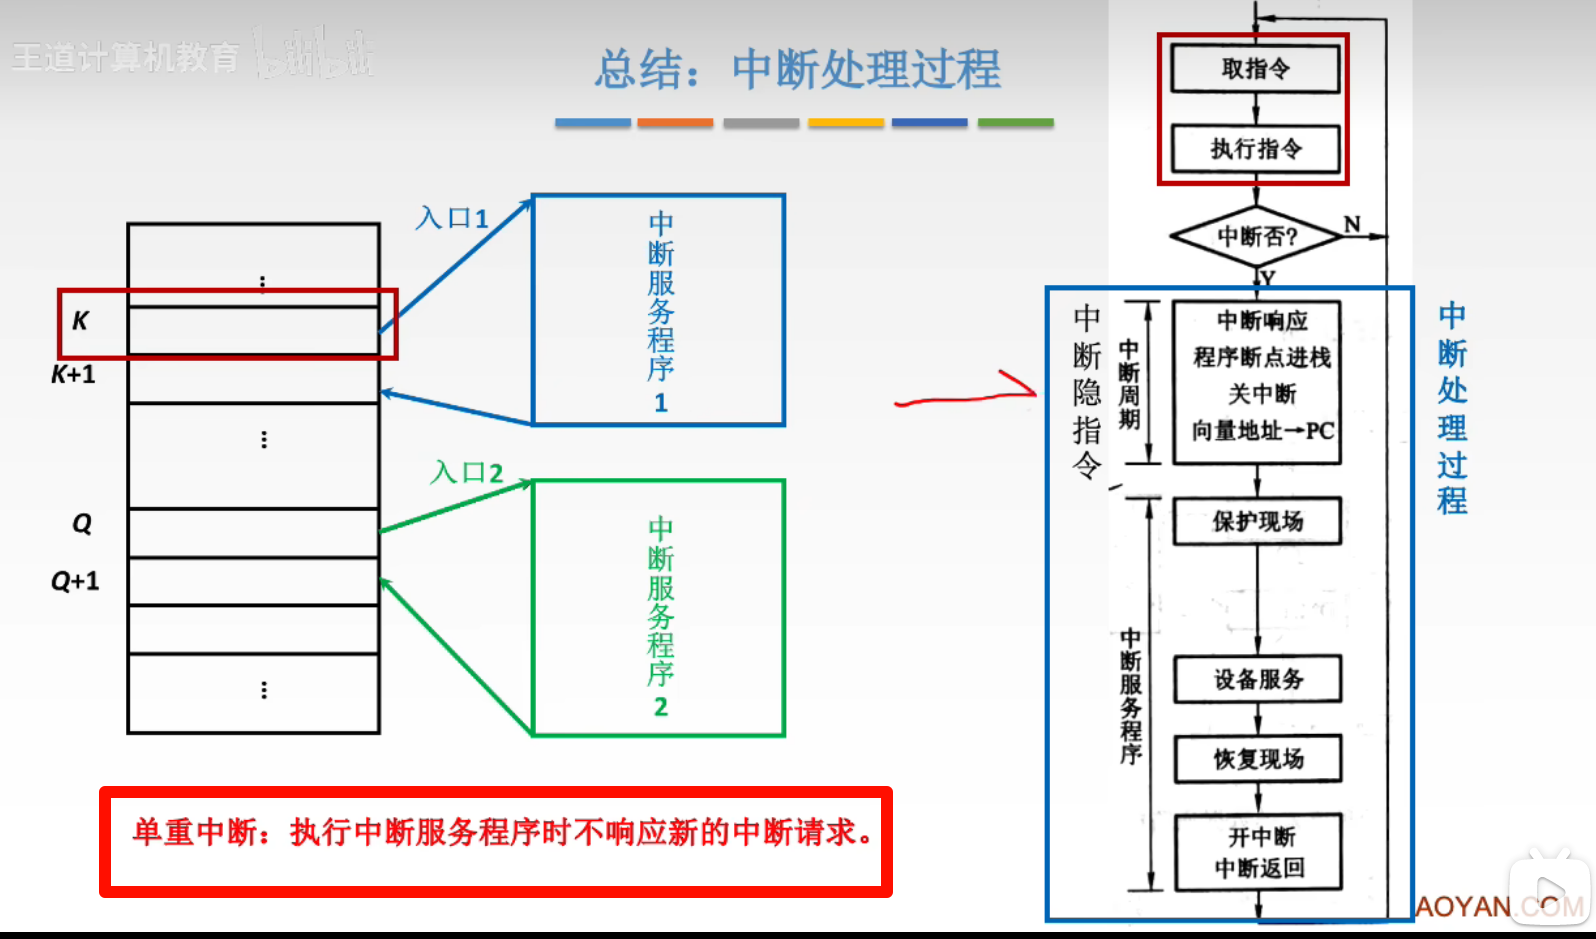 王道计算机教育 bilibili
总结：中断处理过程
K
K+1
Q
Q+1
入口1
中断服务程序1
入口2
中断服务程序2
单重中断：执行中断服务程序时不响应新的中断请求。
取指令
执行指令
中断否?
N
Y
中断隐指令
中断周期
中断响应
程序断点进栈
关中断
向量地址→PC
中断服务程序
保护现场
设备服务
恢复现场
开中断
中断返回
中断处理过程
AOYAN.COM